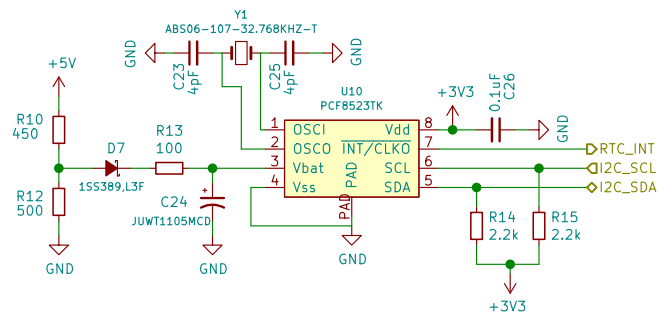 Y1
ABS06-107-32.768KHZ-T
GND
C23
4pF
C25
4pF
GND
+5V
R10
450
D7
1SS389,L3F
R13
100
R12
500
GND
C24
JUWT1105MCD
GND
U10
PCF8523TK
1 OSCI Vdd 8
2 OSCO INT/CLKO 7
3 Vbat SCL 6
4 Vss SDA 5
PAD
PAD
GND
+3V3
0.1uF
C26
GND
RTC_INT
I2C_SCL
I2C_SDA
R14
2.2k
R15
2.2k
+3V3